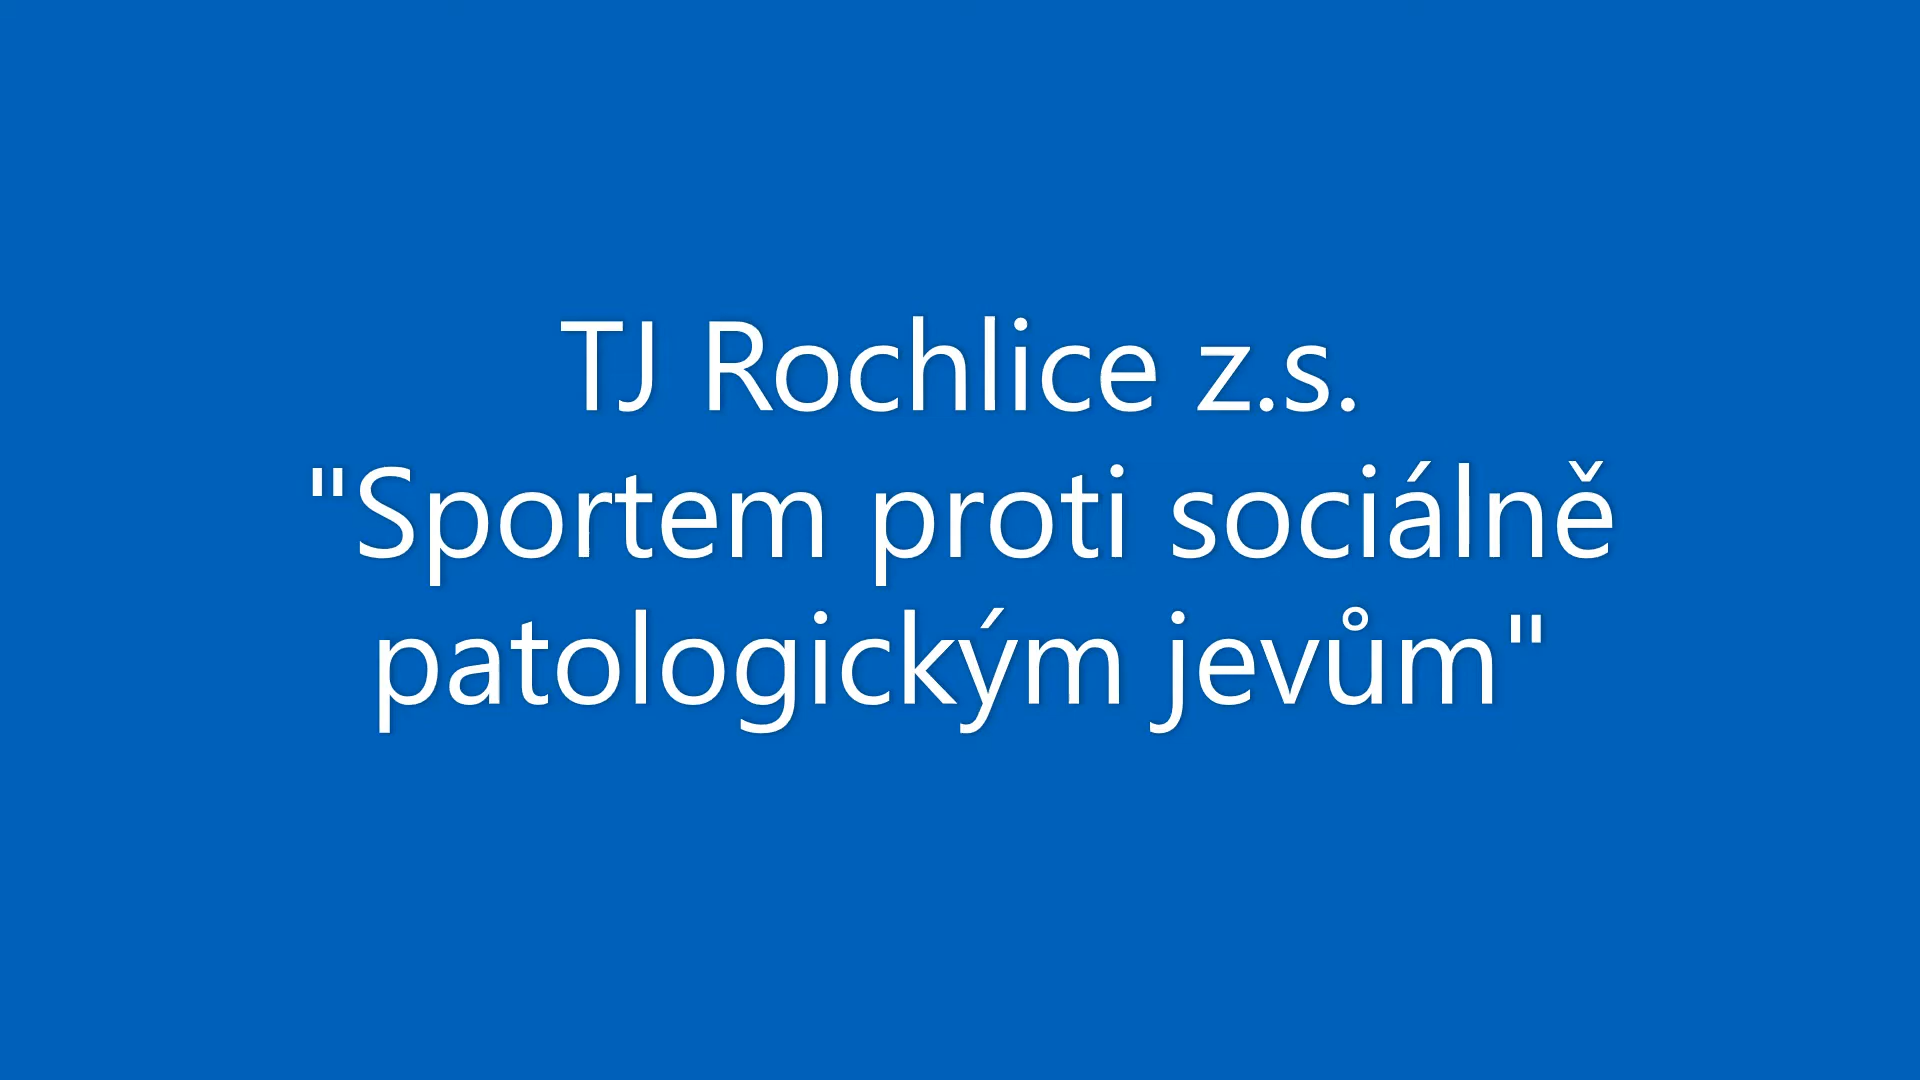 TJ Rochlice z.s.
"Sportem proti sociálně
patologickým jevům"